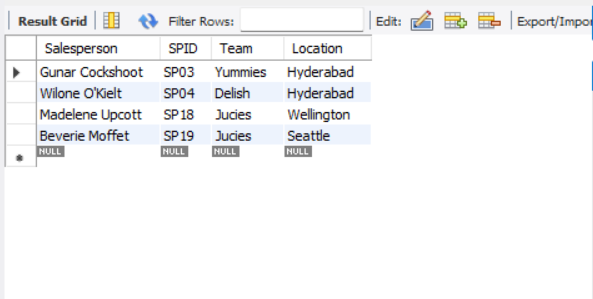 Result Grid Filter Rows: Edit: Export/Impor
Salesperson SPID Team Location
Gunar Cockshoot SP03 Yummies Hyderabad
Wilone O'Kielt SP04 Delish Hyderabad
Madelene Upcott SP18 Jucies Wellington
Beverie Moffet SP19 Jucies Seattle
NULL NULL NULL NULL